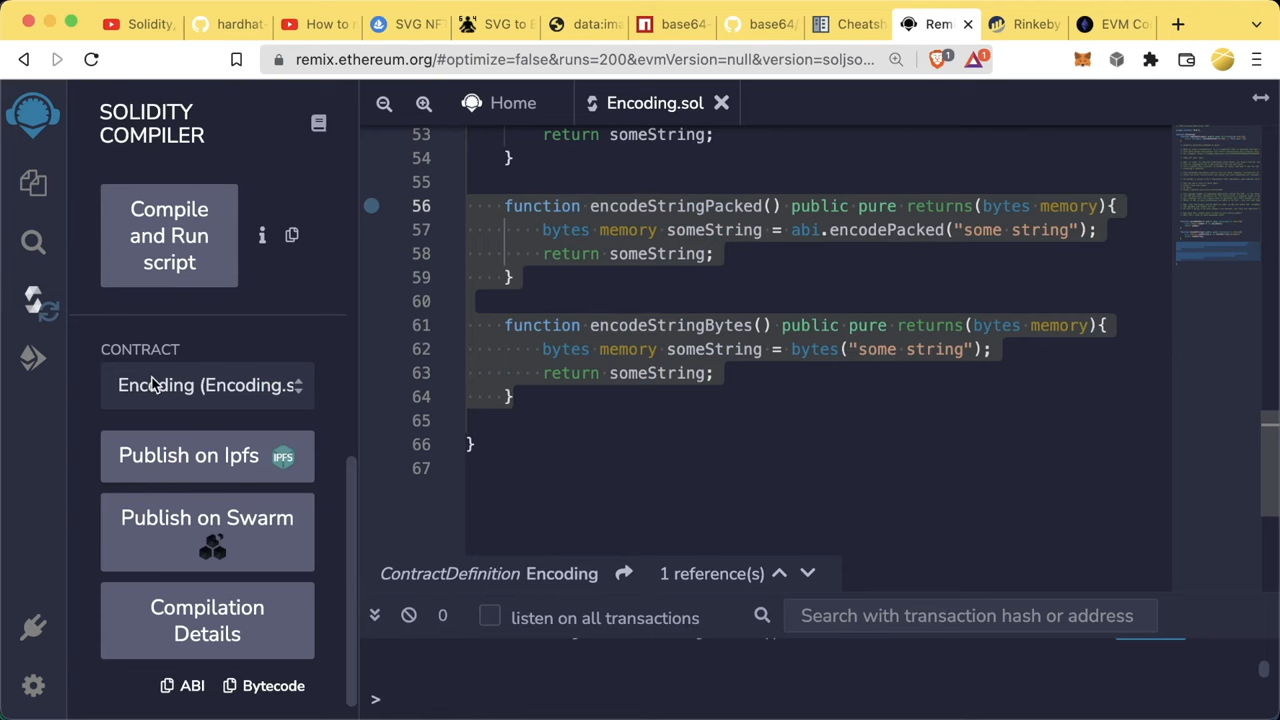 Solidity,
hardhat-
How to r
SVG NFT
SVG to E
data:ima
base64-
base64/
Cheatsh
Remi
Rinkeby
EVM Co
remix.ethereum.org/#optimize=false&runs=200&evmVersion=null&version=soljso...
1
1
SOLIDITY
COMPILER
Home
Encoding.sol
Compile
and Run
script
CONTRACT
Encoding (Encoding.s
Publish on Ipfs
IPFS
Publish on Swarm
Compilation
Details
ABI
Bytecode
53 return someString;
54 }
55
56 function encodeStringPacked() public pure returns(bytes memory){
57 bytes memory someString = abi.encodePacked("some string");
58 return someString;
59 }
60
61 function encodeStringBytes() public pure returns(bytes memory){
62 bytes memory someString = bytes("some string");
63 return someString;
64 }
65
66 }
67
ContractDefinition Encoding 1 reference(s)
0 listen on all transactions Search with transaction hash or address
>